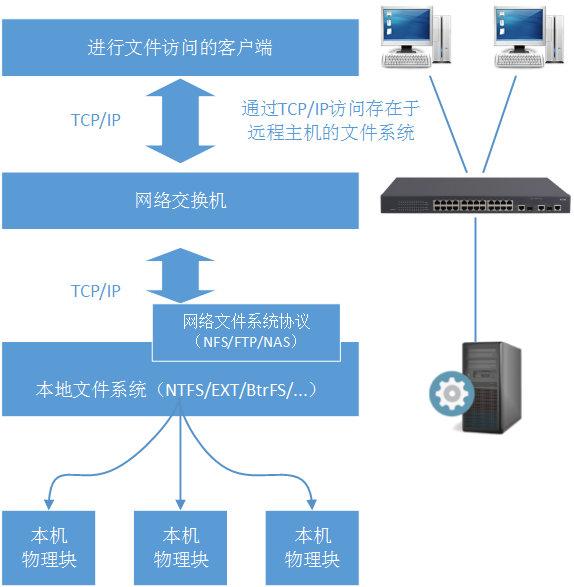 进行文件访问的客户端
TCP/IP
通过TCP/IP访问存在于
远程主机的文件系统
网络交换机
TCP/IP
网络文件系统协议
（NFS/FTP/NAS）
本地文件系统（NTFS/EXT/BtrFS/...）
本机
物理块
本机
物理块
本机
物理块